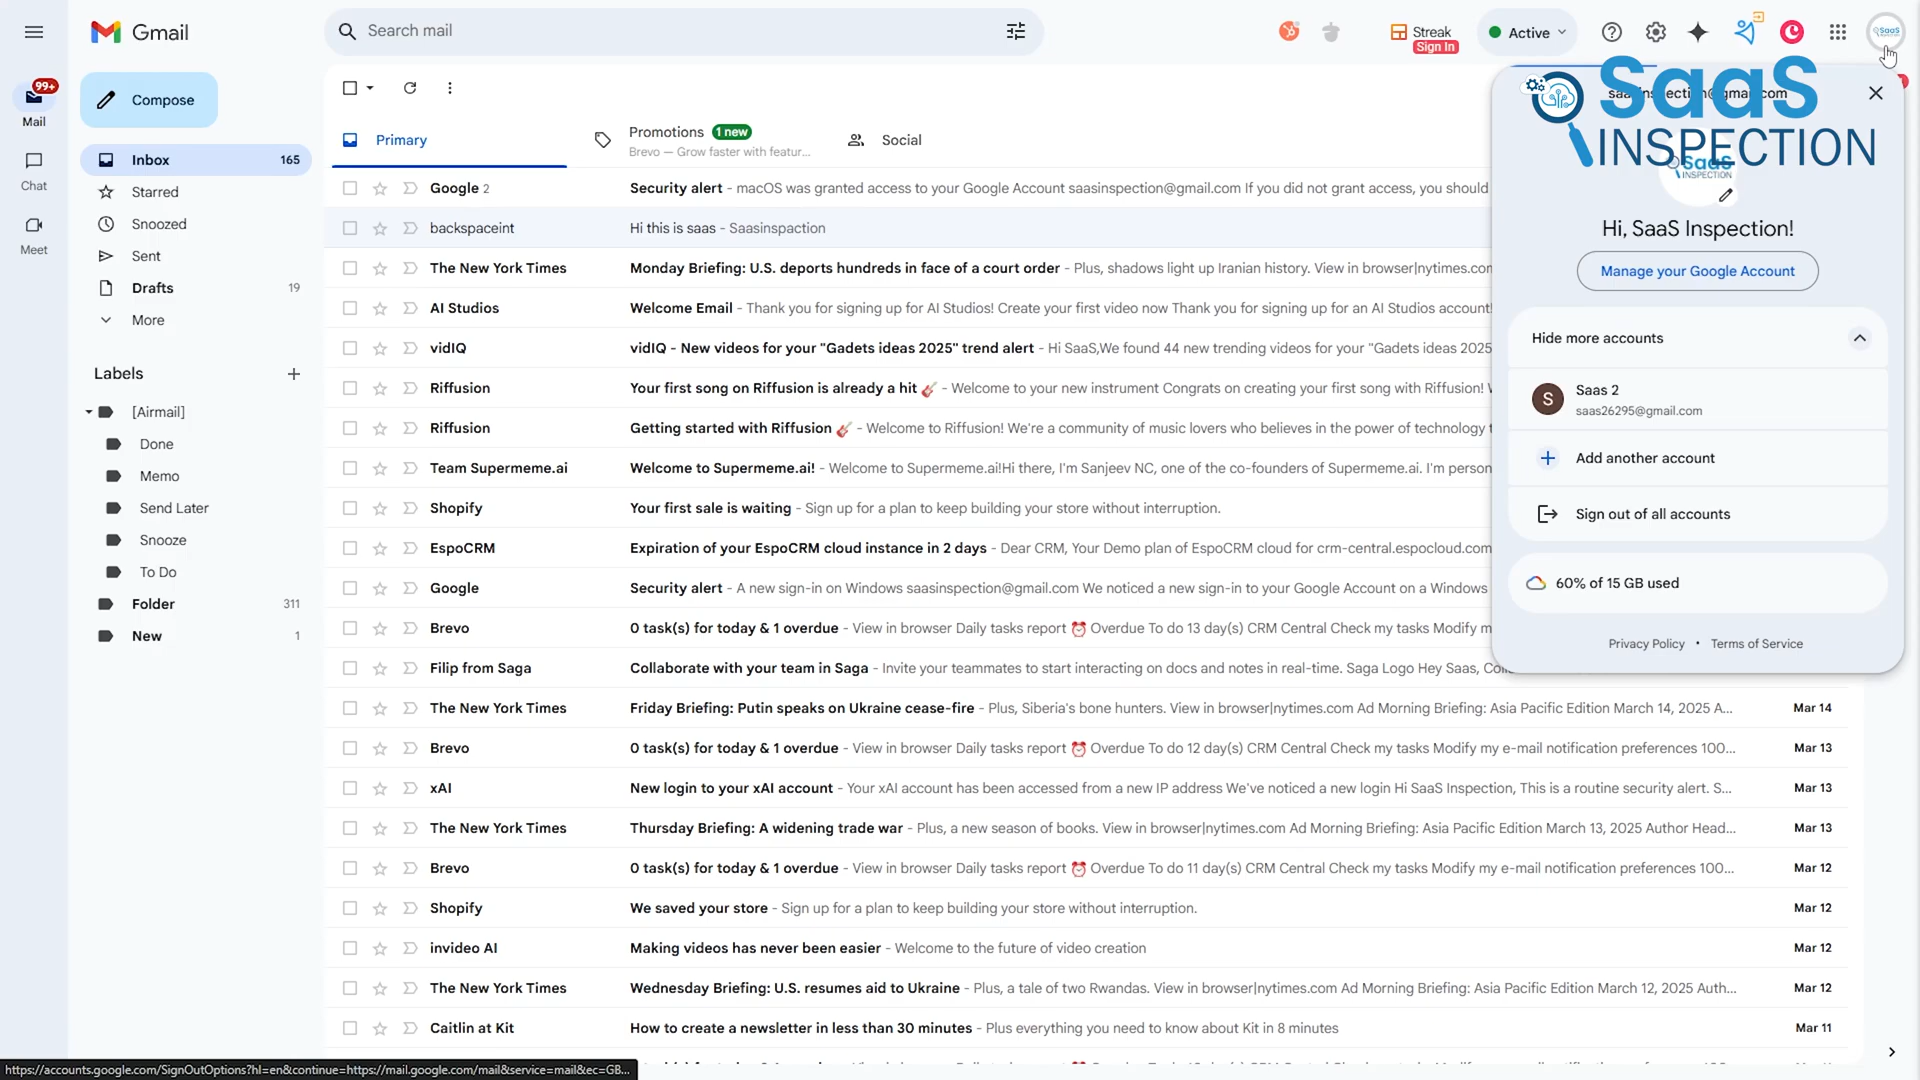 Gmail
Search mail
Streak
Sign In
Active
SaaS
99+
Mail
Compose
SaaS
INSPECTION
Primary
Promotions 1 new
Brevo — Grow faster with featur...
Social
Inbox 165
Chat
Starred
Snoozed
Meet
Sent
Drafts 19
More
Labels
[Airmail]
Done
Memo
Send Later
Snooze
To Do
Folder 311
New 1
Google 2 Security alert - macOS was granted access to your Google Account saasinspection@gmail.com If you did not grant access, you should
backspaceint Hi this is saas - Saasinspaction
The New York Times Monday Briefing: U.S. deports hundreds in face of a court order - Plus, shadows light up Iranian history. View in browser|nytimes.com
AI Studios Welcome Email - Thank you for signing up for AI Studios! Create your first video now Thank you for signing up for an AI Studios account!
vidIQ vidIQ - New videos for your "Gadets ideas 2025" trend alert - Hi SaaS,We found 44 new trending videos for your "Gadets ideas 2025
Riffusion Your first song on Riffusion is already a hit 🎸 - Welcome to your new instrument Congrats on creating your first song with Riffusion!
Riffusion Getting started with Riffusion 🎸 - Welcome to Riffusion! We're a community of music lovers who believes in the power of technology
Team Supermeme.ai Welcome to Supermeme.ai! - Welcome to Supermeme.ai!Hi there, I'm Sanjeev NC, one of the co-founders of Supermeme.ai. I'm person
Shopify Your first sale is waiting - Sign up for a plan to keep building your store without interruption.
EspoCRM Expiration of your EspoCRM cloud instance in 2 days - Dear CRM, Your Demo plan of EspoCRM cloud for crm-central.espocloud.com
Google Security alert - A new sign-in on Windows saasinspection@gmail.com We noticed a new sign-in to your Google Account on a Windows
Brevo 0 task(s) for today & 1 overdue - View in browser Daily tasks report ⏰ Overdue To do 13 day(s) CRM Central Check my tasks Modify m
Filip from Saga Collaborate with your team in Saga - Invite your teammates to start interacting on docs and notes in real-time. Saga Logo Hey Saas,
The New York Times Friday Briefing: Putin speaks on Ukraine cease-fire - Plus, Siberia's bone hunters. View in browser|nytimes.com Ad Morning Briefing: Asia Pacific Edition March 14, 2025 A... Mar 14
Brevo 0 task(s) for today & 1 overdue - View in browser Daily tasks report ⏰ Overdue To do 12 day(s) CRM Central Check my tasks Modify my e-mail notification preferences 100... Mar 13
xAI New login to your xAI account - Your xAI account has been accessed from a new IP address We've noticed a new login Hi SaaS Inspection, This is a routine security alert. S... Mar 13
The New York Times Thursday Briefing: A widening trade war - Plus, a new season of books. View in browser|nytimes.com Ad Morning Briefing: Asia Pacific Edition March 13, 2025 Author Head... Mar 13
Brevo 0 task(s) for today & 1 overdue - View in browser Daily tasks report ⏰ Overdue To do 11 day(s) CRM Central Check my tasks Modify my e-mail notification preferences 100... Mar 12
Shopify We saved your store - Sign up for a plan to keep building your store without interruption. Mar 12
invideo AI Making videos has never been easier - Welcome to the future of video creation Mar 12
The New York Times Wednesday Briefing: U.S. resumes aid to Ukraine - Plus, a tale of two Rwandas. View in browser|nytimes.com Ad Morning Briefing: Asia Pacific Edition March 12, 2025 Auth... Mar 12
Caitlin at Kit How to create a newsletter in less than 30 minutes - Plus everything you need to know about Kit in 8 minutes Mar 11
SaaS
INSPECTION
Hi, SaaS Inspection!
Manage your Google Account
Hide more accounts
S
Saas 2
saas26295@gmail.com
Add another account
Sign out of all accounts
60% of 15 GB used
Privacy Policy • Terms of Service
https://accounts.google.com/SignOutOptions?hl=en&continue=https://mail.google.com/mail&service=mail&ec=GB...